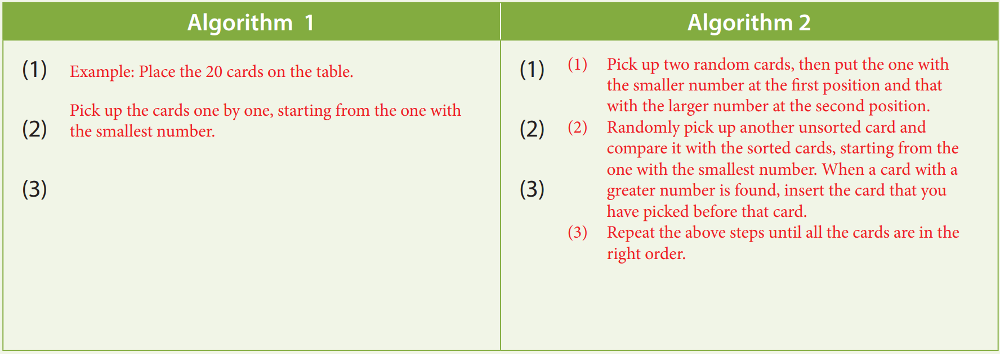 Algorithm 1
(1) Example: Place the 20 cards on the table.
(2) Pick up the cards one by one, starting from the one with
the smallest number.
(3)
Algorithm 2
(1) (1) Pick up two random cards, then put the one with
the smaller number at the first position and that
with the larger number at the second position.
(2) (2) Randomly pick up another unsorted card and
compare it with the sorted cards, starting from the
one with the smallest number. When a card with a
(3) greater number is found, insert the card that you
have picked before that card.
(3) Repeat the above steps until all the cards are in the
right order.